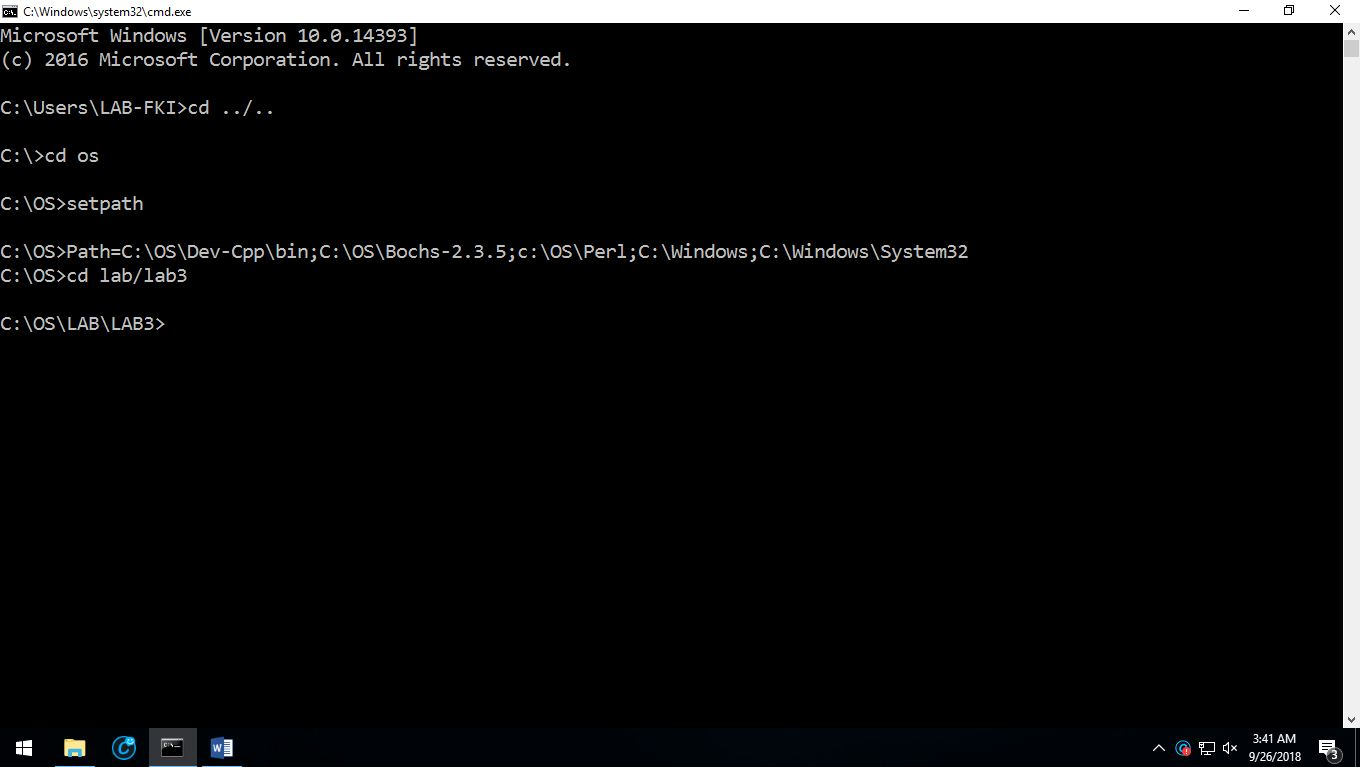 C:\Windows\system32\cmd.exe
Microsoft Windows [Version 10.0.14393]
(c) 2016 Microsoft Corporation. All rights reserved.
C:\Users\LAB-FKI>cd ../..
C:\>cd os
C:\OS>setpath
C:\OS>Path=C:\OS\Dev-Cpp\bin;C:\OS\Bochs-2.3.5;c:\OS\Perl;C:\Windows;C:\Windows\System32
C:\OS>cd lab/lab3
C:\OS\LAB\LAB3>
3:41 AM
9/26/2018
3